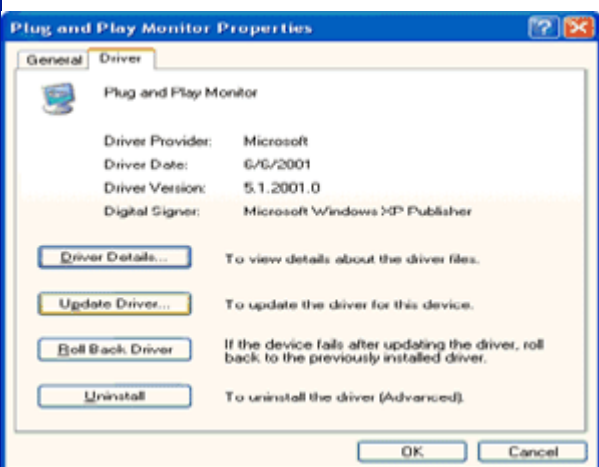 Plug and Play Monitor Properties
General Driver
Plug and Play Monitor
Driver Provider: Microsoft
Driver Date: 6/6/2001
Driver Version: 5.1.2001.0
Digital Signer: Microsoft Windows XP Publisher
Driver Details... To view details about the driver files.
Update Driver... To update the driver for this device.
Roll Back Driver If the device fails after updating the driver, roll
back to the previously installed driver.
Uninstall To uninstall the driver (Advanced).
OK Cancel